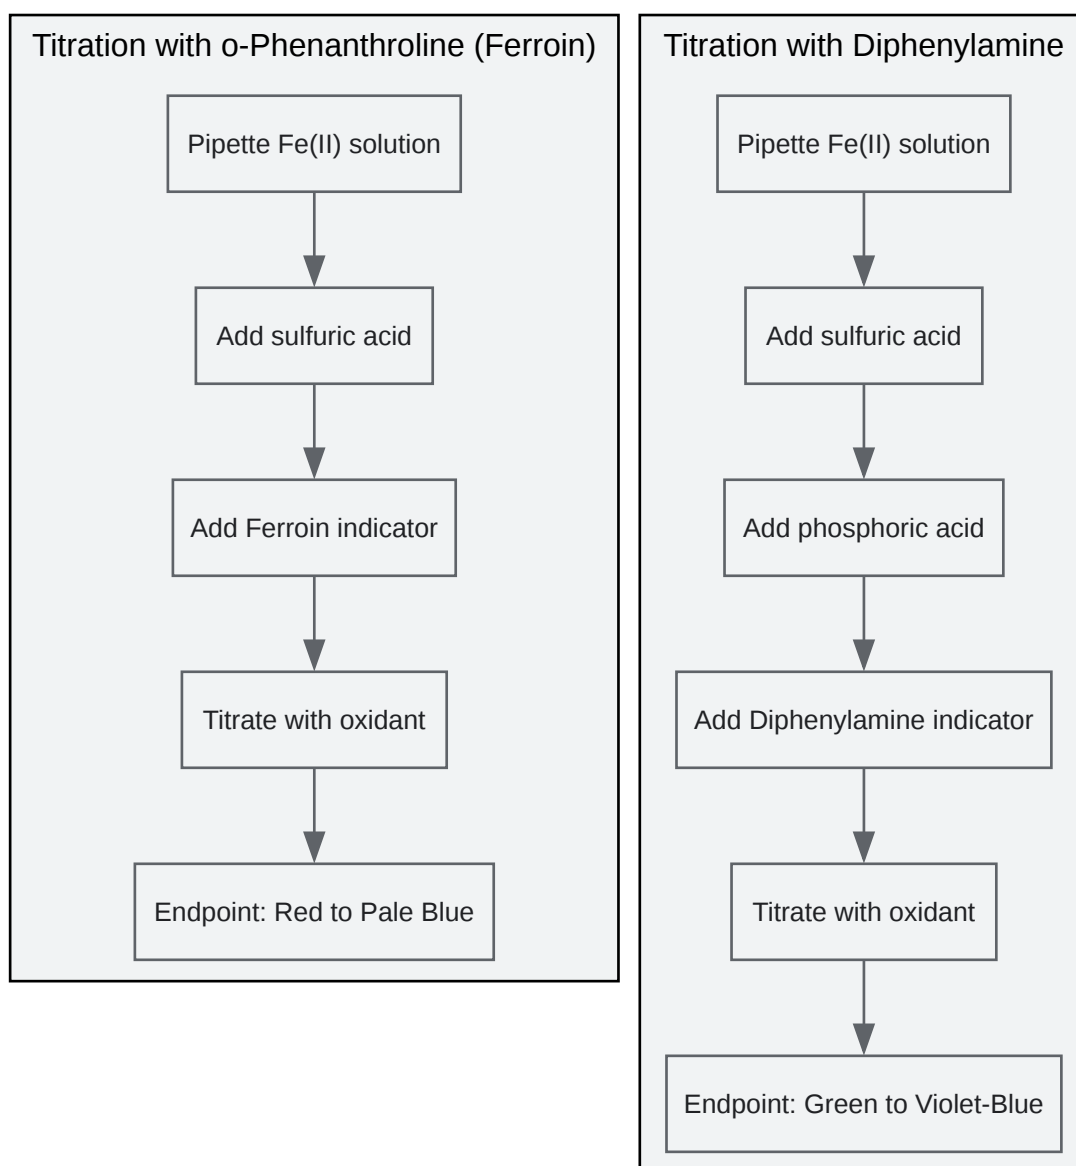 Titration with o-Phenanthroline (Ferroin)
Pipette Fe(II) solution
Add sulfuric acid
Add Ferroin indicator
Titrate with oxidant
Endpoint: Red to Pale Blue
Titration with Diphenylamine
Pipette Fe(II) solution
Add sulfuric acid
Add phosphoric acid
Add Diphenylamine indicator
Titrate with oxidant
Endpoint: Green to Violet-Blue